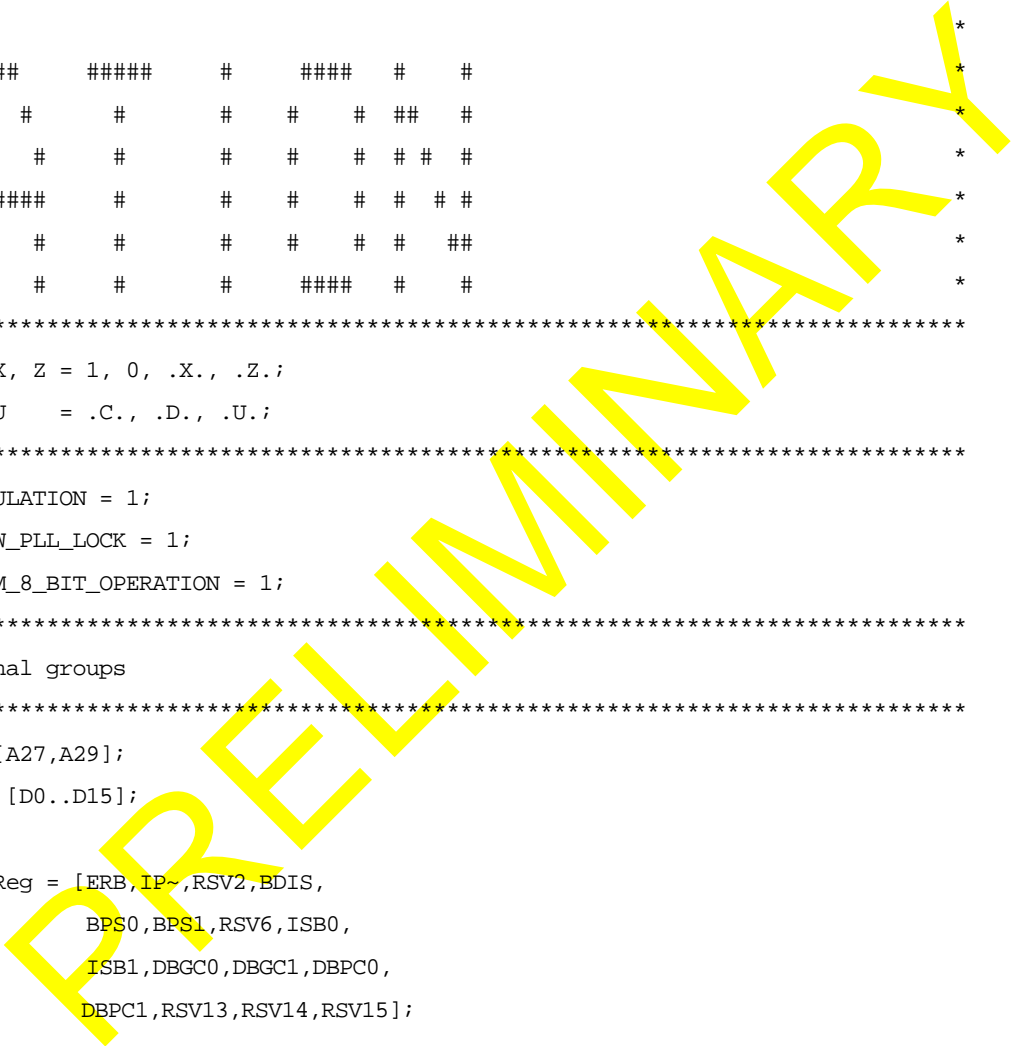 *
##     #####     #     ####   #   #   *
#     #     #   #   #   ##   #   *
#     #     #   #   #   # #   #   *
####     #     #   #   #   #   # #   *
#     #     #   #   #   #   ##   *
#     #     #     ####   #   #   *
************************************************************************
X, Z = 1, 0, .X., .Z.;
U    = .C., .D., .U.;
************************************************************************
ULATION = 1;
W_PLL_LOCK = 1;
M_8_BIT_OPERATION = 1;
************************************************************************
nal groups
************************************************************************
[A27,A29];
[D0..D15];
Reg = [ERB,IP~,RSV2,BDIS,
BPS0,BPS1,RSV6,ISB0,
ISB1,DBGC0,DBGC1,DBPC0,
DBPC1,RSV13,RSV14,RSV15];
PRELIMINARY